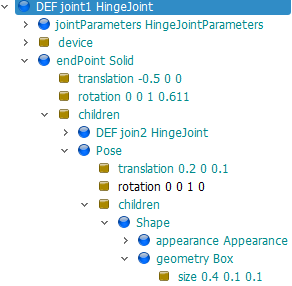 DEF joint1 HingeJoint
jointParameters HingeJointParameters
device
endPoint Solid
translation -0.5 0 0
rotation 0 0 1 0.611
children
DEF join2 HingeJoint
Pose
translation 0.2 0 0.1
rotation 0 0 1 0
children
Shape
appearance Appearance
geometry Box
size 0.4 0.1 0.1